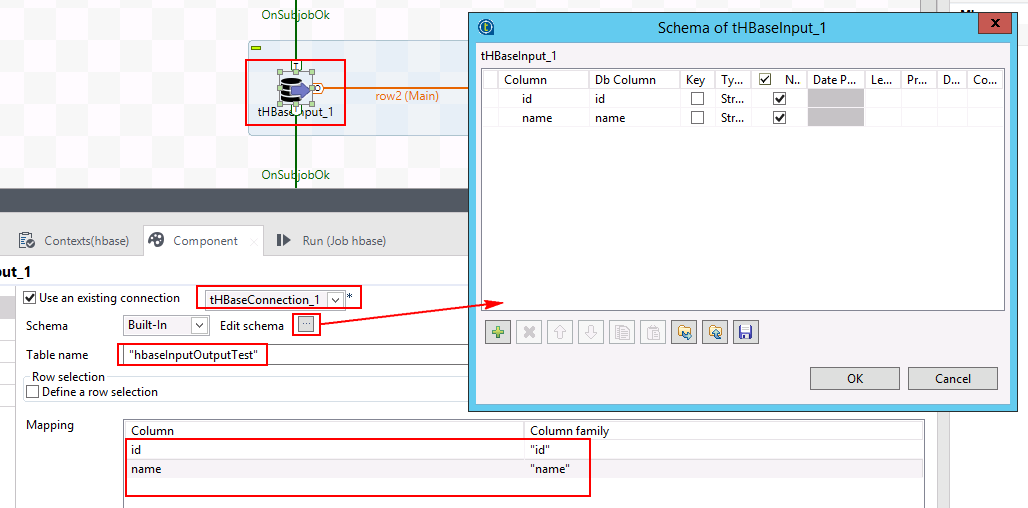 OnSubjobOk
row2 (Main)
tHBaseInput_1
OnSubjobOk
Schema of tHBaseInput_1
x
tHBaseInput_1
Column Db Column Key Ty... N.. Date P... Le... Pr... D... Co...
id id Str...
name name Str...
OK Cancel
Contexts(hbase) Component Run (Job hbase)
put_1
Use an existing connection tHBaseConnection_1 *
Schema Built-In Edit schema ...
Table name "hbaseInputOutputTest"
Row selection
Define a row selection
Mapping Column Column family
id "id"
name "name"